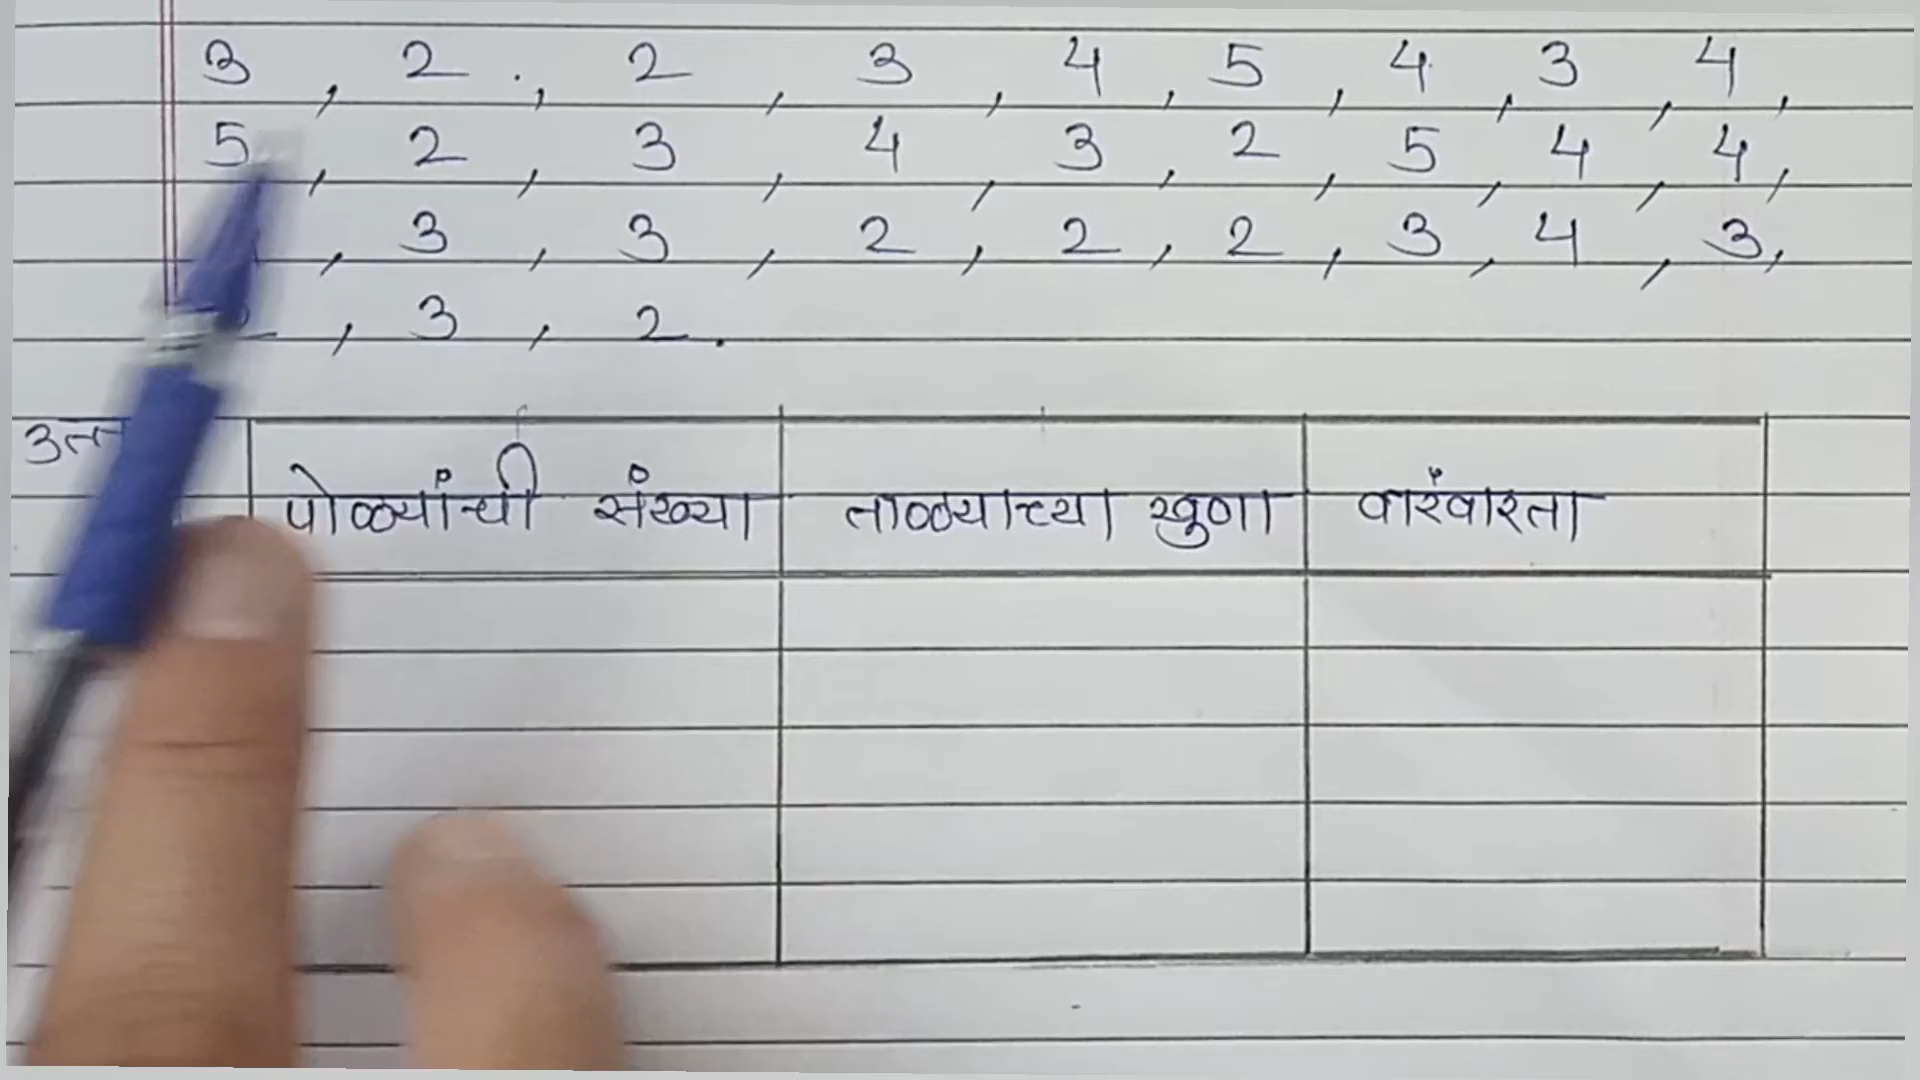 3 , 2 . , 2 , 3 , 4 , 5 , 4 , 3 , 4 ,
5 , 2 , 3 , 4 , 3 , 2 , 5 , 4 , 4 ,
, 3 , 3 , 2 , 2 , 2 , 3 , 4 , 3 ,
, 3 , 2 .
पोळ्यांची संख्या ताळ्याच्या खुणा वारंवारता